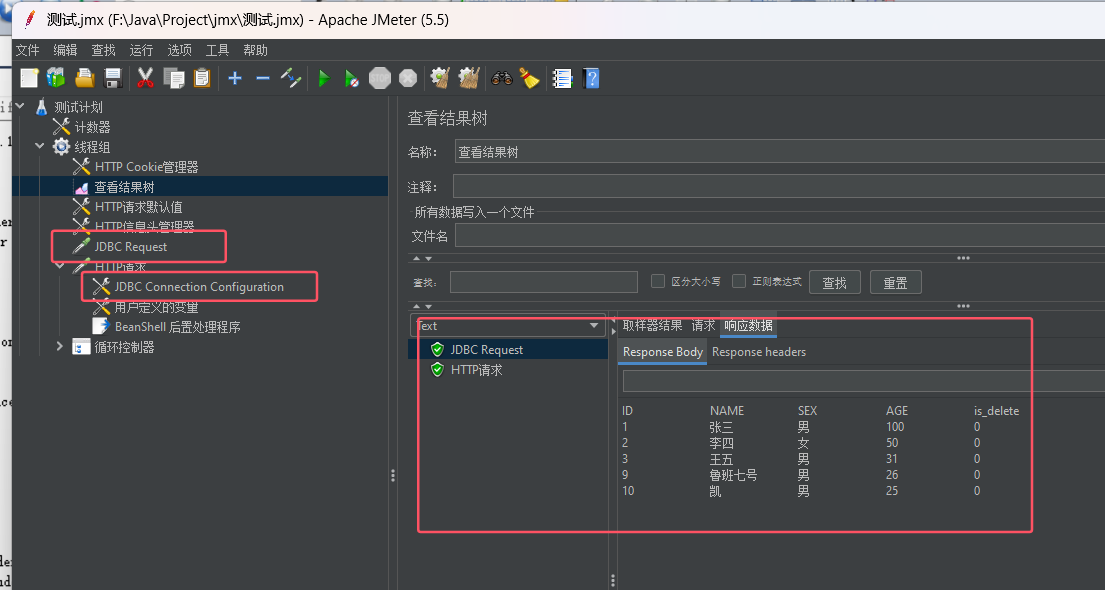 测试.jmx (F:\Java\Project\jmx\测试.jmx) - Apache JMeter (5.5)
文件 编辑 查找 运行 选项 工具 帮助
测试计划
计数器
线程组
HTTP Cookie管理器
查看结果树
HTTP请求默认值
HTTP信息头管理器
JDBC Request
HTTP请求
JDBC Connection Configuration
用户定义的变量
BeanShell 后置处理程序
循环控制器
查看结果树
名称： 查看结果树
注释：
所有数据写入一个文件
文件名
查找： 区分大小写 正则表达式 查找 重置
Text
JDBC Request
HTTP请求
取样器结果 请求 响应数据
Response Body Response headers
ID NAME SEX AGE is_delete
1 张三 男 100 0
2 李四 女 50 0
3 王五 男 31 0
9 鲁班七号 男 26 0
10 凯 男 25 0